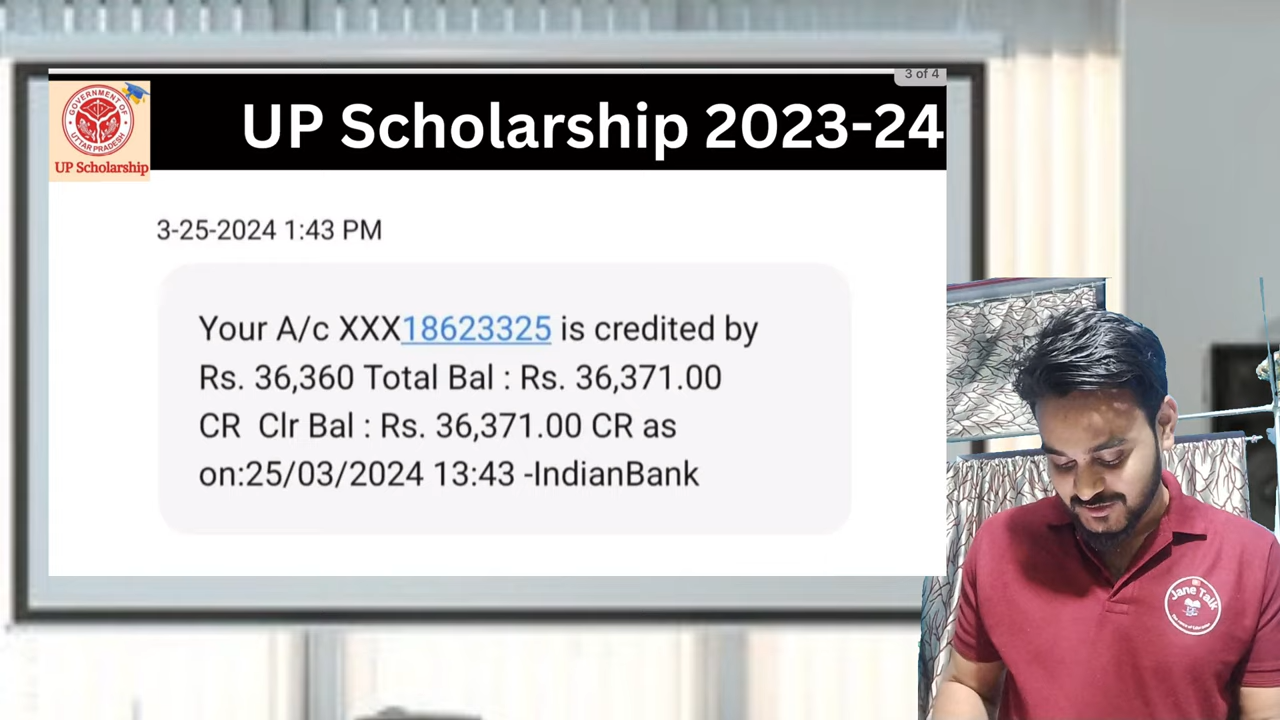 3 of 4
UP Scholarship 2023-24
GOVERNMENT OF
UTTAR PRADESH
UP Scholarship
3-25-2024 1:43 PM
Your A/c XXX18623325 is credited by
Rs. 36,360 Total Bal : Rs. 36,371.00
CR Clr Bal : Rs. 36,371.00 CR as
on:25/03/2024 13:43 -IndianBank
Jane Talk